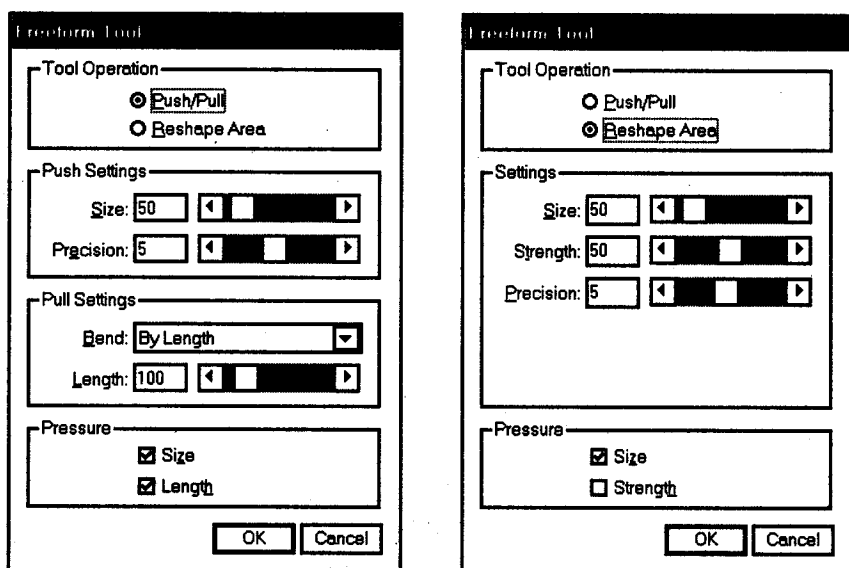 Freeform Tool
Tool Operation
Push/Pull
Reshape Area
Push Settings
Size: 50
Precision: 5
Pull Settings
Bend: By Length
Length: 100
Pressure
Size
Length
OK Cancel
Freeform Tool
Tool Operation
Push/Pull
Reshape Area
Settings
Size: 50
Strength: 50
Precision: 5
Pressure
Size
Strength
OK Cancel